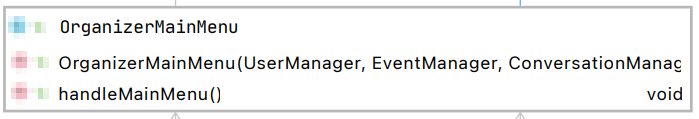 OrganizerMainMenu
OrganizerMainMenu(UserManager, EventManager, ConversationManag
handleMainMenu() void